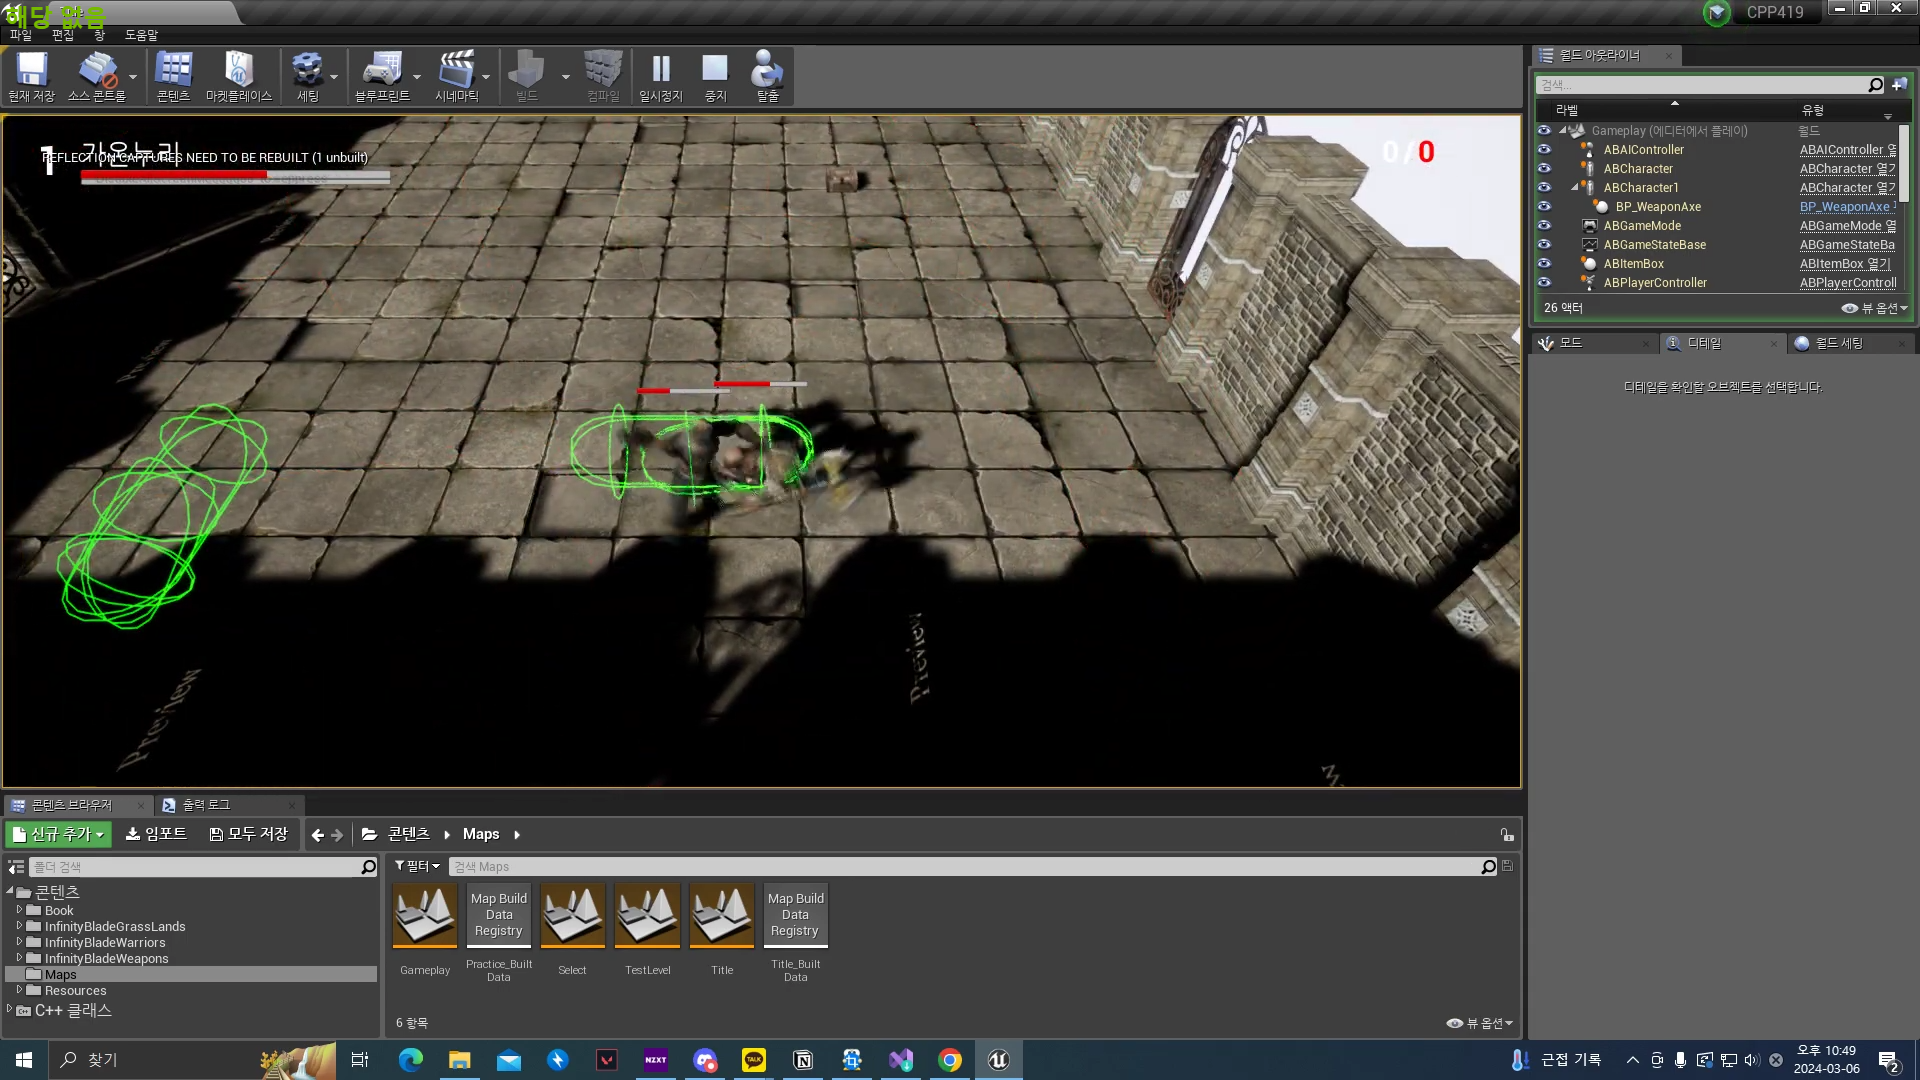 해당 없음
CPP419
파일 편집 창 도움말
현재 저장 소스 콘트롤 콘텐츠 마켓플레이스 세팅 블루프린트 시네마틱 빌드 컴파일 일시정지 중지 탈출
1 가온누리
REFLECTION CAPTURES NEED TO BE REBUILT (1 unbuilt)
0/0
Preview
Preview
월드 아웃라이너
검색...
라벨 유형
Gameplay (에디터에서 플레이) 월드
ABAIController ABAIController 열
ABCharacter ABCharacter 열기
ABCharacter1 ABCharacter 열기
BP_WeaponAxe BP_WeaponAxe
ABGameMode ABGameMode 열
ABGameStateBase ABGameStateBa
ABItemBox ABItemBox 열기
ABPlayerController ABPlayerControll
26 액터 뷰 옵션
모드 디테일 월드 세팅
디테일을 확인할 오브젝트를 선택합니다.
콘텐츠 브라우저 출력 로그
신규 추가 임포트 모두 저장 콘텐츠 Maps
폴더 검색 필터 검색 Maps
콘텐츠
Book
InfinityBladeGrassLands
InfinityBladeWarriors
InfinityBladeWeapons
Maps
Resources
C++ 클래스
Map Build
Data
Registry
Map Build
Data
Registry
Gameplay Practice_Built
Data Select TestLevel Title Title_Built
Data
6 항목 뷰 옵션
찾기
NZXT
TALK
근접 기록
오후 10:49
2024-03-06
2